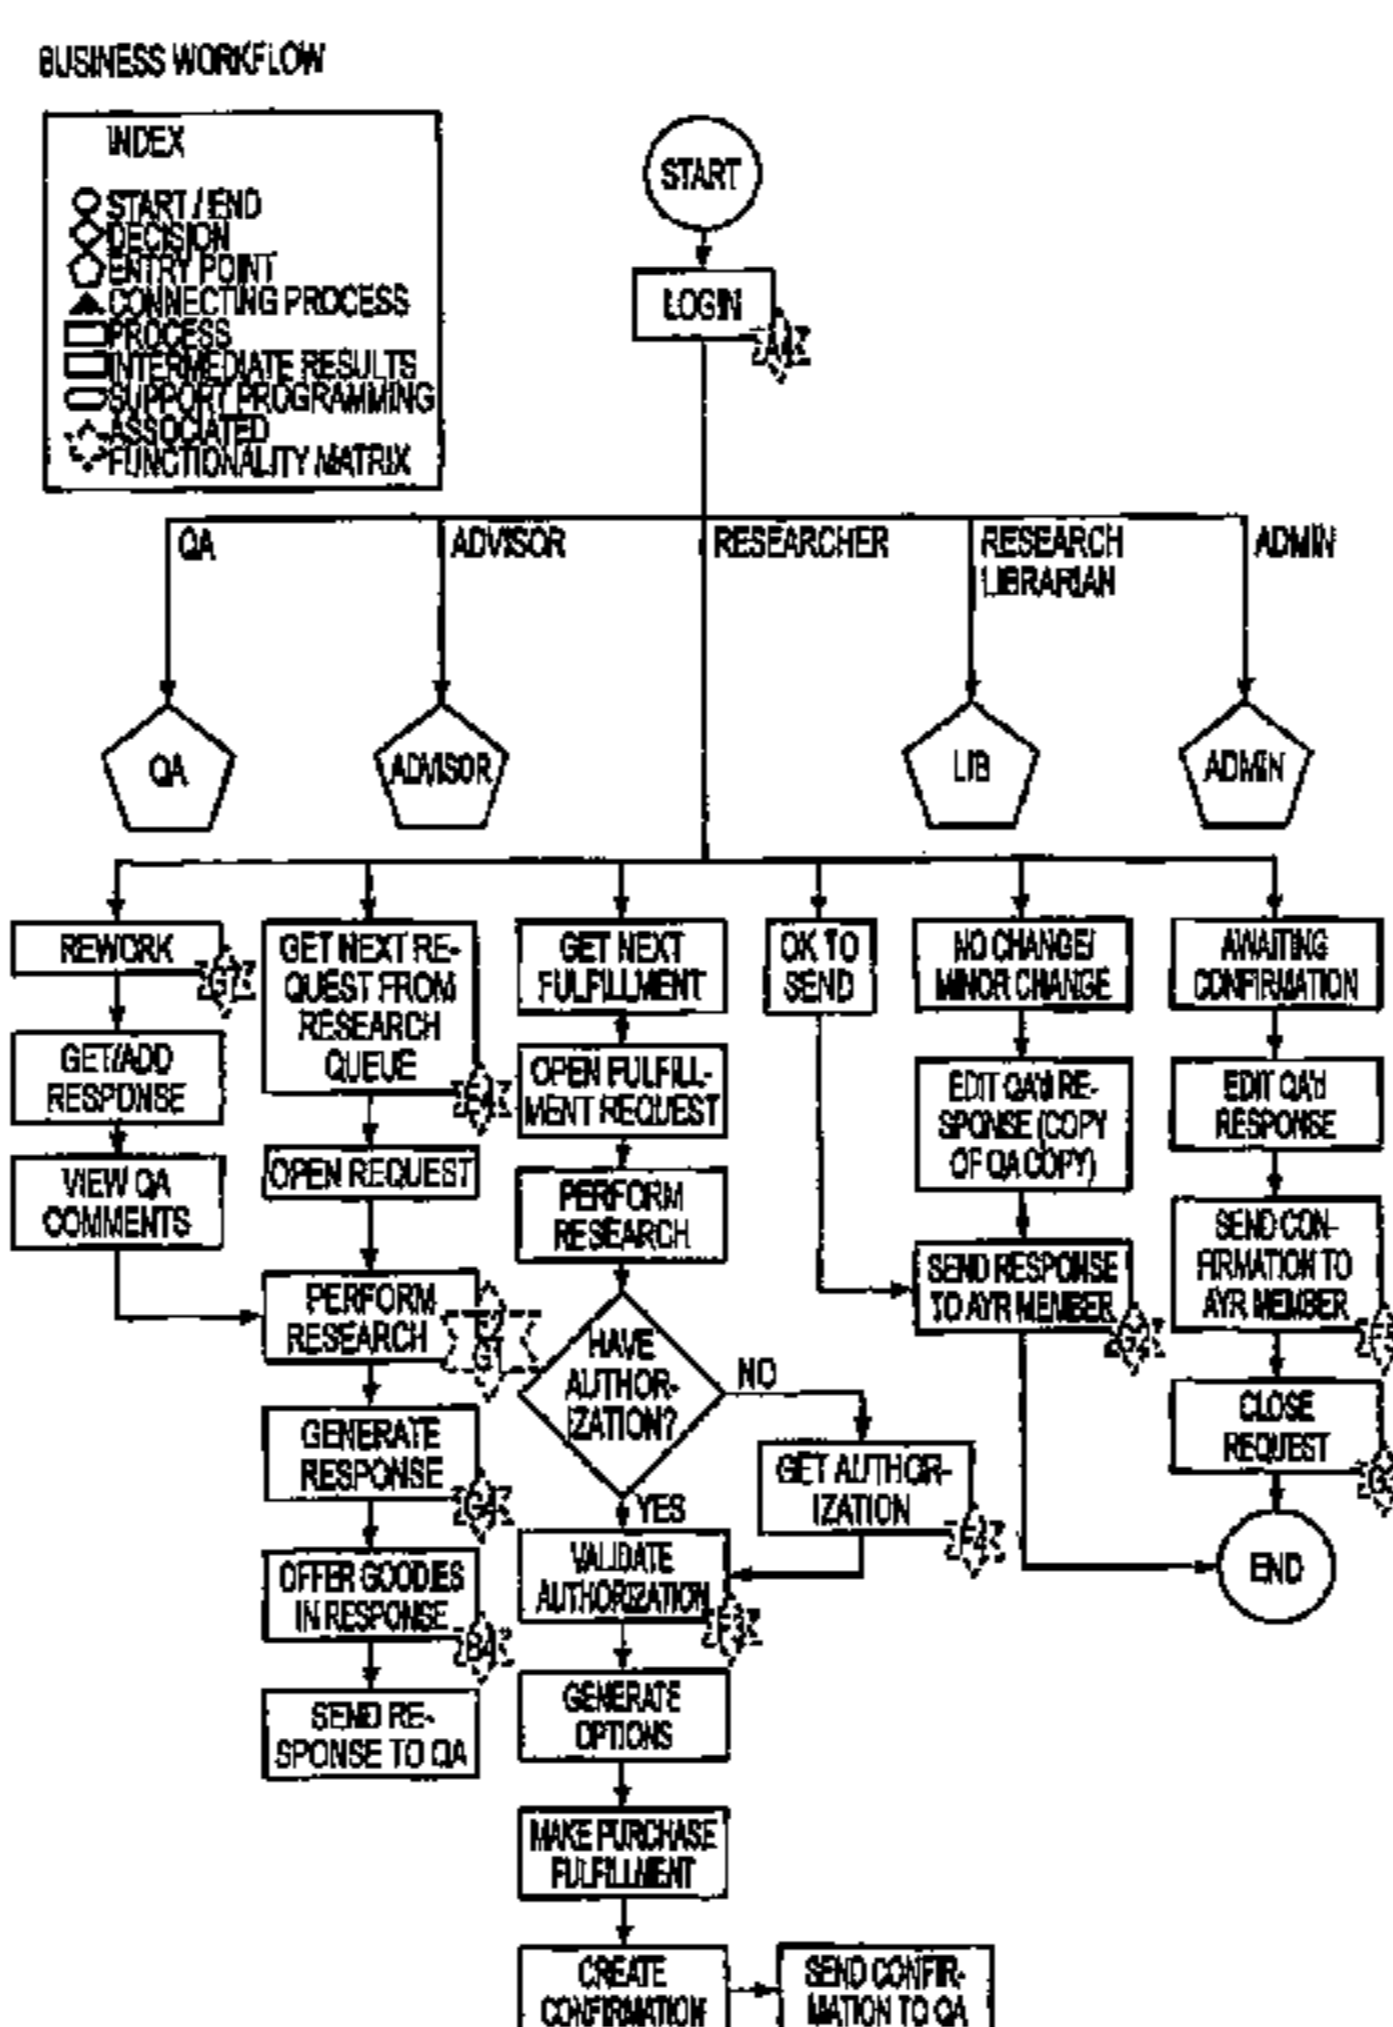 BUSINESS WORKFLOW
INDEX
START / END
DECISION
ENTRY POINT
CONNECTING PROCESS
PROCESS
INTERMEDIATE RESULTS
SUPPORT PROGRAMMING
ASSOCIATED
FUNCTIONALITY MATRIX
START
LOGIN
QA
ADVISOR
RESEARCHER
RESEARCH
LIBRARIAN
ADMIN
QA
ADVISOR
LIB
ADMIN
REWORK
GET/ADD
RESPONSE
VIEW QA
COMMENTS
GET NEXT RE-
QUEST FROM
RESEARCH
QUEUE
OPEN REQUEST
PERFORM
RESEARCH
GENERATE
RESPONSE
OFFER GOODIES
IN RESPONSE
SEND RE-
SPONSE TO QA
GET NEXT
FULFILLMENT
OPEN FULFILL-
MENT REQUEST
PERFORM
RESEARCH
HAVE
AUTHOR-
IZATION?
NO
YES
GET AUTHOR-
IZATION
VALIDATE
AUTHORIZATION
GENERATE
OPTIONS
MAKE PURCHASE
FULFILLMENT
CREATE
CONFIRMATION
SEND CONFIR-
MATION TO QA
OK TO
SEND
NO CHANGE/
MINOR CHANGE
EDIT QA'd RE-
SPONSE (COPY
OF QA COPY)
SEND RESPONSE
TO AYR MEMBER
AWAITING
CONFIRMATION
EDIT QA'd
RESPONSE
SEND CON-
FIRMATION TO
AYR MEMBER
CLOSE
REQUEST
END